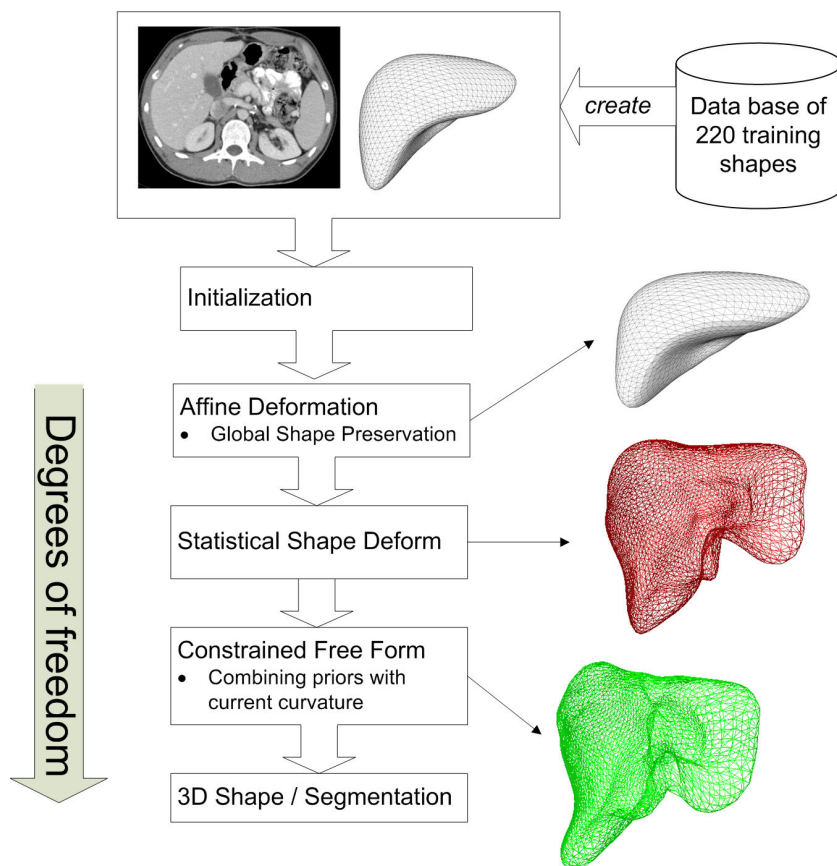 create
Data base of
220 training
shapes
Initialization
Affine Deformation
• Global Shape Preservation
Statistical Shape Deform
Constrained Free Form
• Combining priors with
current curvature
3D Shape / Segmentation
Degrees of freedom